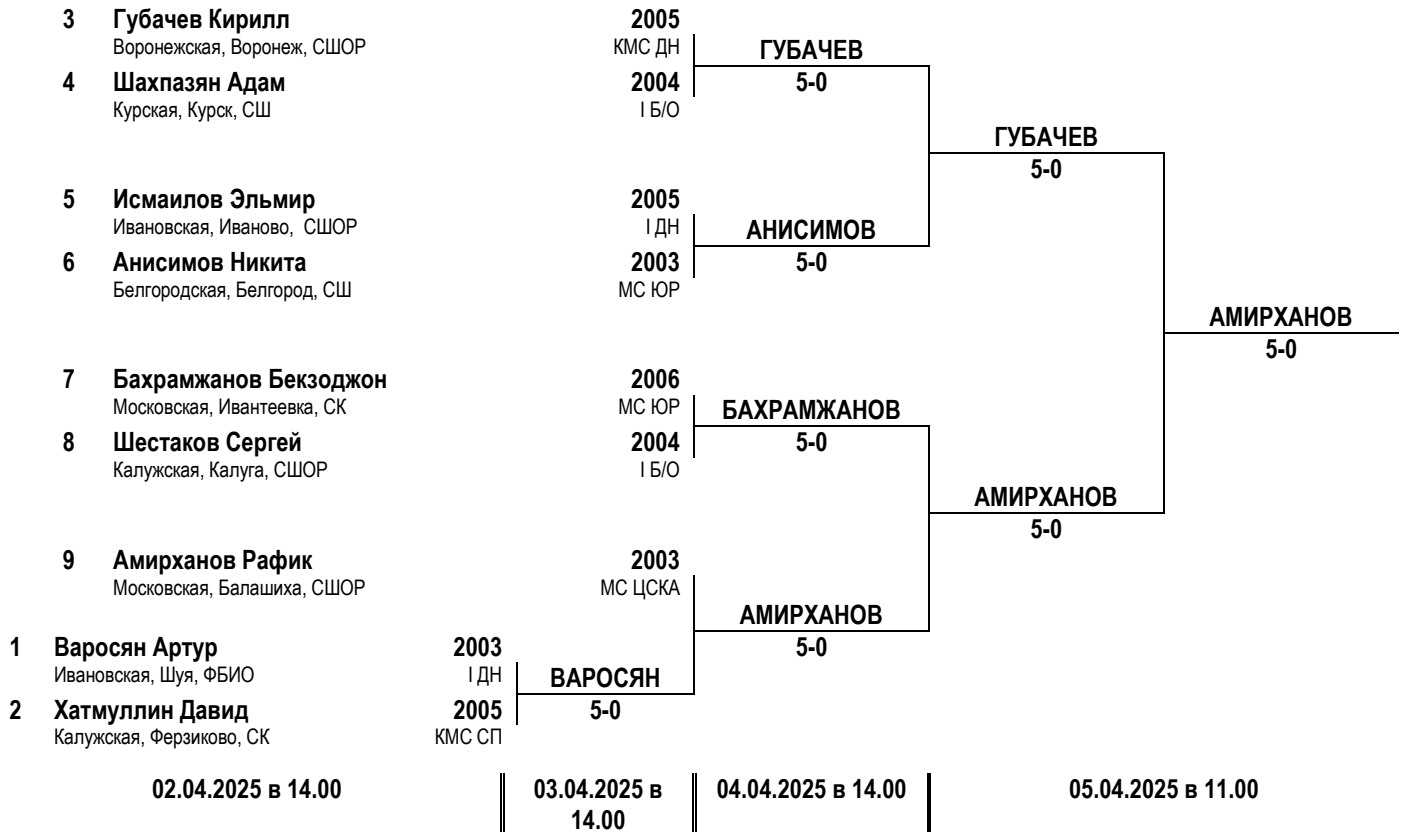 3 Губачев Кирилл 2005
Воронежская, Воронеж, СШОР КМС ДН
ГУБАЧЕВ
5-0
4 Шахпазян Адам 2004
Курская, Курск, СШ I Б/О
ГУБАЧЕВ
5-0
5 Исмаилов Эльмир 2005
Ивановская, Иваново, СШОР I ДН
АНИСИМОВ
5-0
6 Анисимов Никита 2003
Белгородская, Белгород, СШ МС ЮР
АМИРХАНОВ
5-0
7 Бахрамжанов Бекзоджон 2006
Московская, Ивантеевка, СК МС ЮР
БАХРАМЖАНОВ
5-0
8 Шестаков Сергей 2004
Калужская, Калуга, СШОР I Б/О
АМИРХАНОВ
5-0
9 Амирханов Рафик 2003
Московская, Балашиха, СШОР МС ЦСКА
АМИРХАНОВ
5-0
1 Варосян Артур 2003
Ивановская, Шуя, ФБИО I ДН
ВАРОСЯН
5-0
2 Хатмуллин Давид 2005
Калужская, Ферзиково, СК КМС СП
02.04.2025 в 14.00
03.04.2025 в
14.00
04.04.2025 в 14.00
05.04.2025 в 11.00